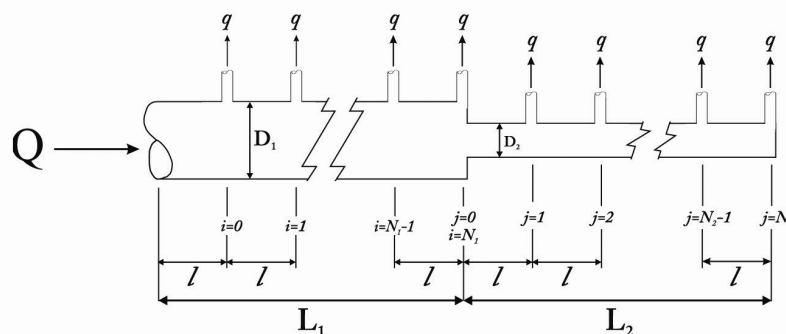 q q q q q q q q
Q
D₁
D₂
i=0 i=1 i=N₁-1 j=0 j=1 j=2 j=N₂-1 j=N
i=N₁
l l l l l l
L₁ L₂